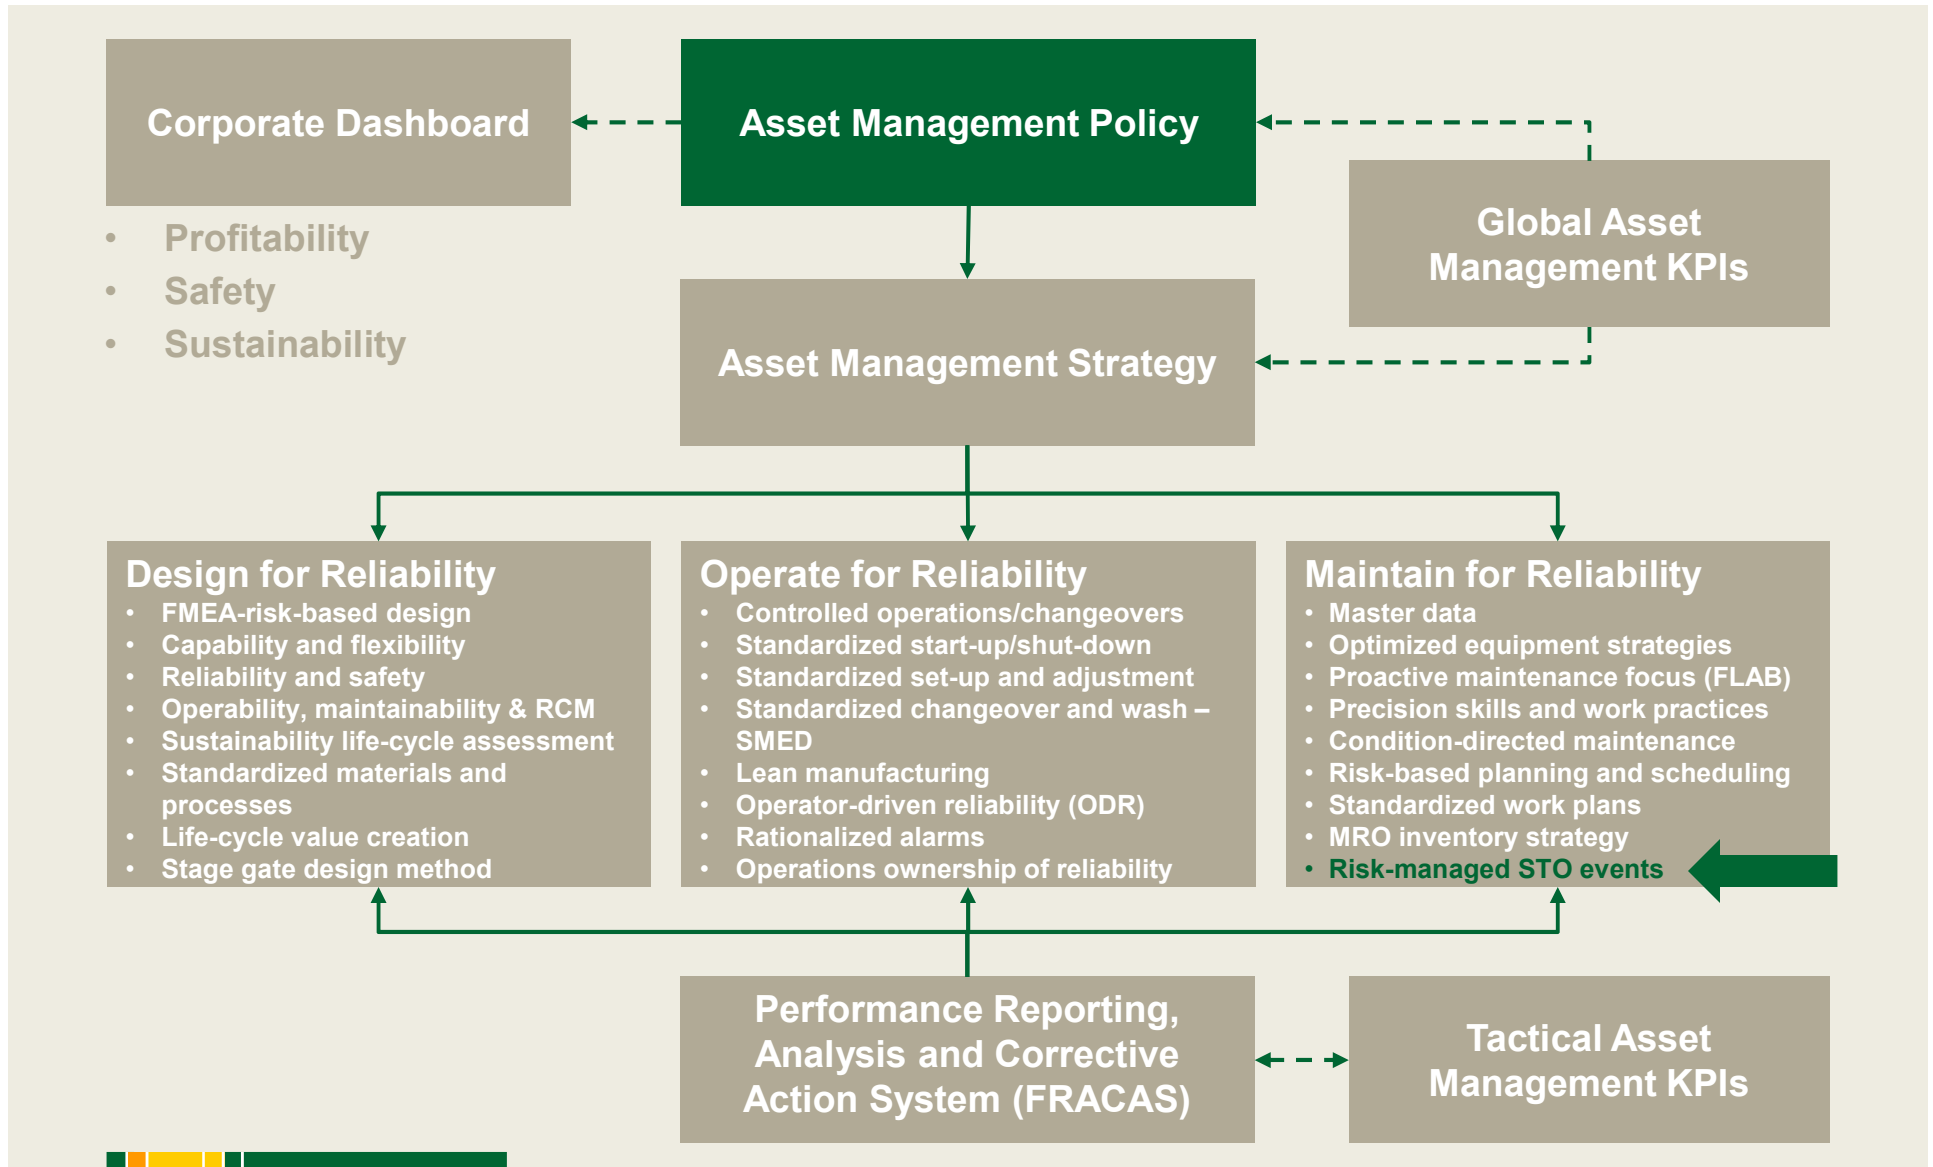 Corporate Dashboard
• Profitability
• Safety
• Sustainability
Asset Management Policy
Global Asset
Management KPIs
Asset Management Strategy
Design for Reliability
• FMEA-risk-based design
• Capability and flexibility
• Reliability and safety
• Operability, maintainability & RCM
• Sustainability life-cycle assessment
• Standardized materials and
processes
• Life-cycle value creation
• Stage gate design method
Operate for Reliability
• Controlled operations/changeovers
• Standardized start-up/shut-down
• Standardized set-up and adjustment
• Standardized changeover and wash –
SMED
• Lean manufacturing
• Operator-driven reliability (ODR)
• Rationalized alarms
• Operations ownership of reliability
Maintain for Reliability
• Master data
• Optimized equipment strategies
• Proactive maintenance focus (FLAB)
• Precision skills and work practices
• Condition-directed maintenance
• Risk-based planning and scheduling
• Standardized work plans
• MRO inventory strategy
• Risk-managed STO events
Performance Reporting,
Analysis and Corrective
Action System (FRACAS)
Tactical Asset
Management KPIs